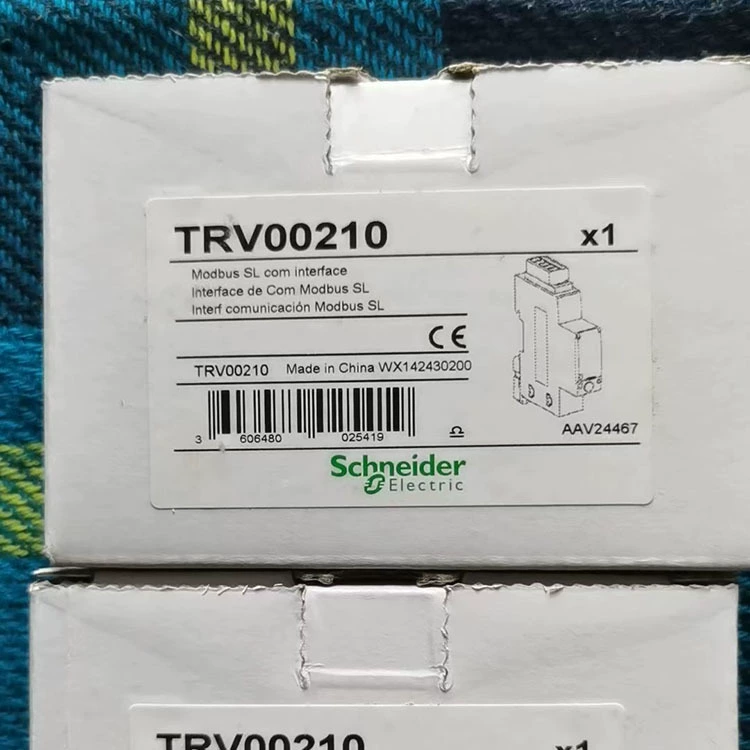 TRV00210 x1
Modbus SL com interface
Interface de Com Modbus SL
Interf comunicación Modbus SL
CE
TRV00210 Made in China WX142430200
3 606480 025419
AAV24467
Schneider
Electric
TRV00210 x1